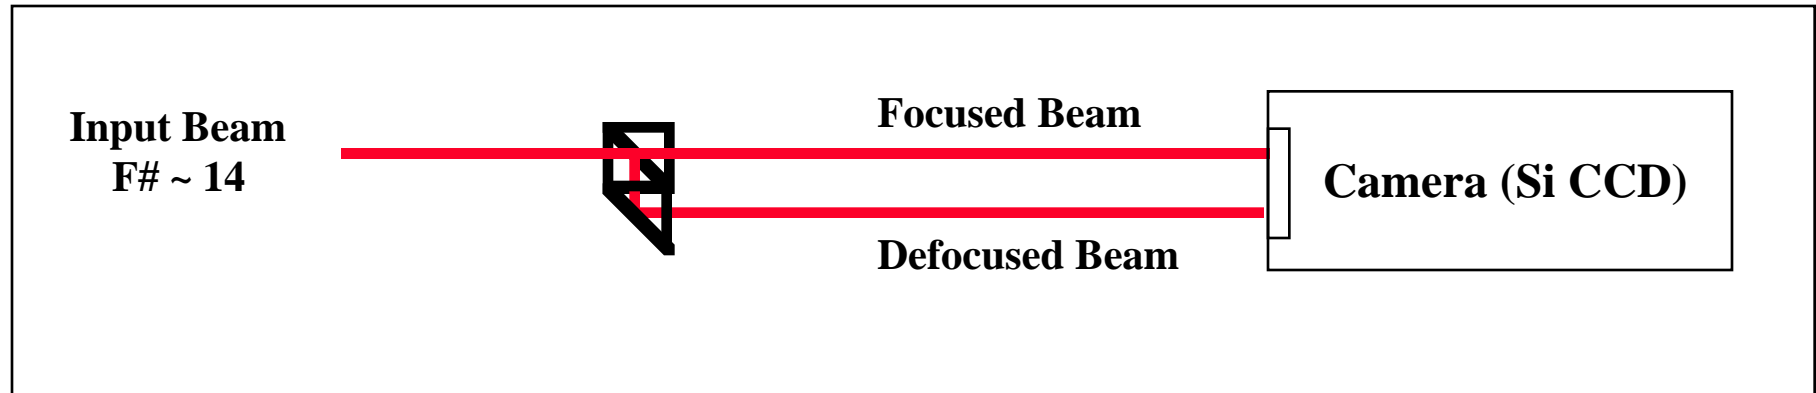 Input Beam
F# ~ 14
Focused Beam
Defocused Beam
Camera (Si CCD)